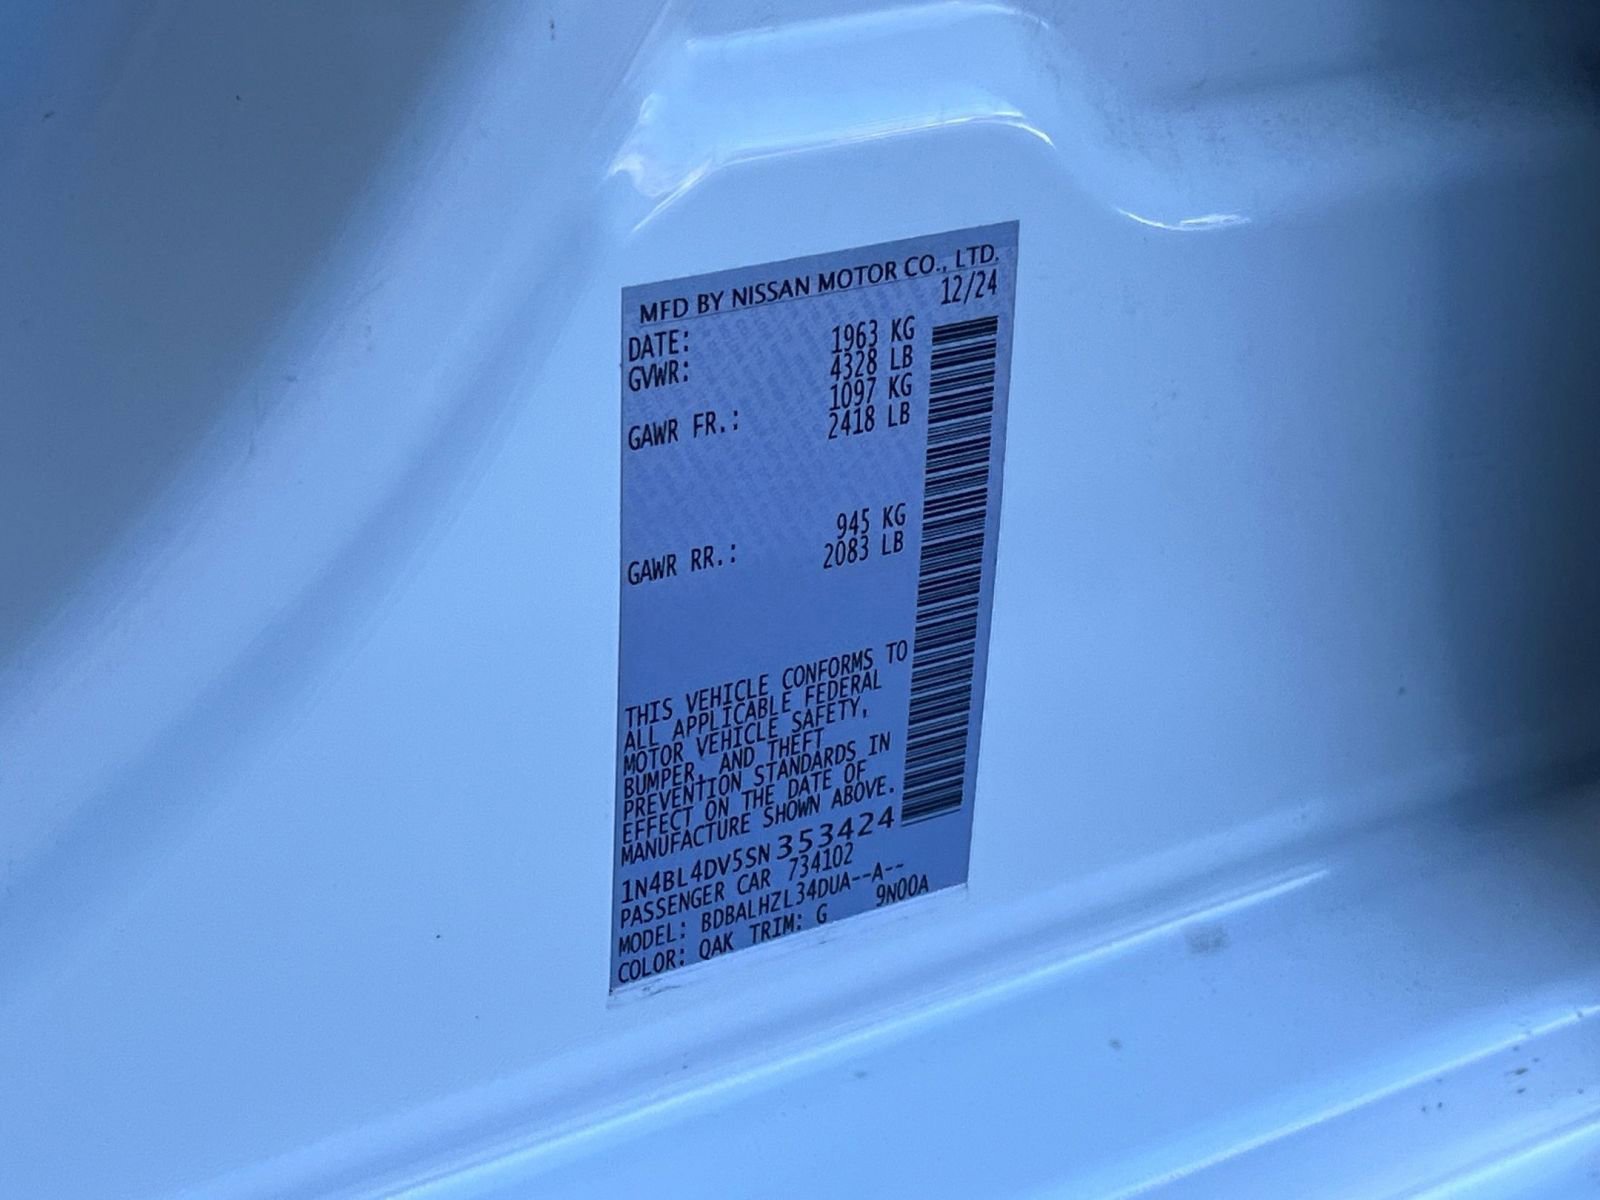 MFD BY NISSAN MOTOR CO., LTD.
DATE: 12/24
GVWR: 1963 KG
4328 LB
GAWR FR.: 1097 KG
2418 LB
GAWR RR.: 945 KG
2083 LB
THIS VEHICLE CONFORMS TO
ALL APPLICABLE FEDERAL
MOTOR VEHICLE SAFETY,
BUMPER, AND THEFT
PREVENTION STANDARDS IN
EFFECT ON THE DATE OF
MANUFACTURE SHOWN ABOVE.
1N4BL4DV5SN353424
PASSENGER CAR 734102
MODEL: BDBALHZL34DUA--A--
COLOR: QAK TRIM: G 9N00A